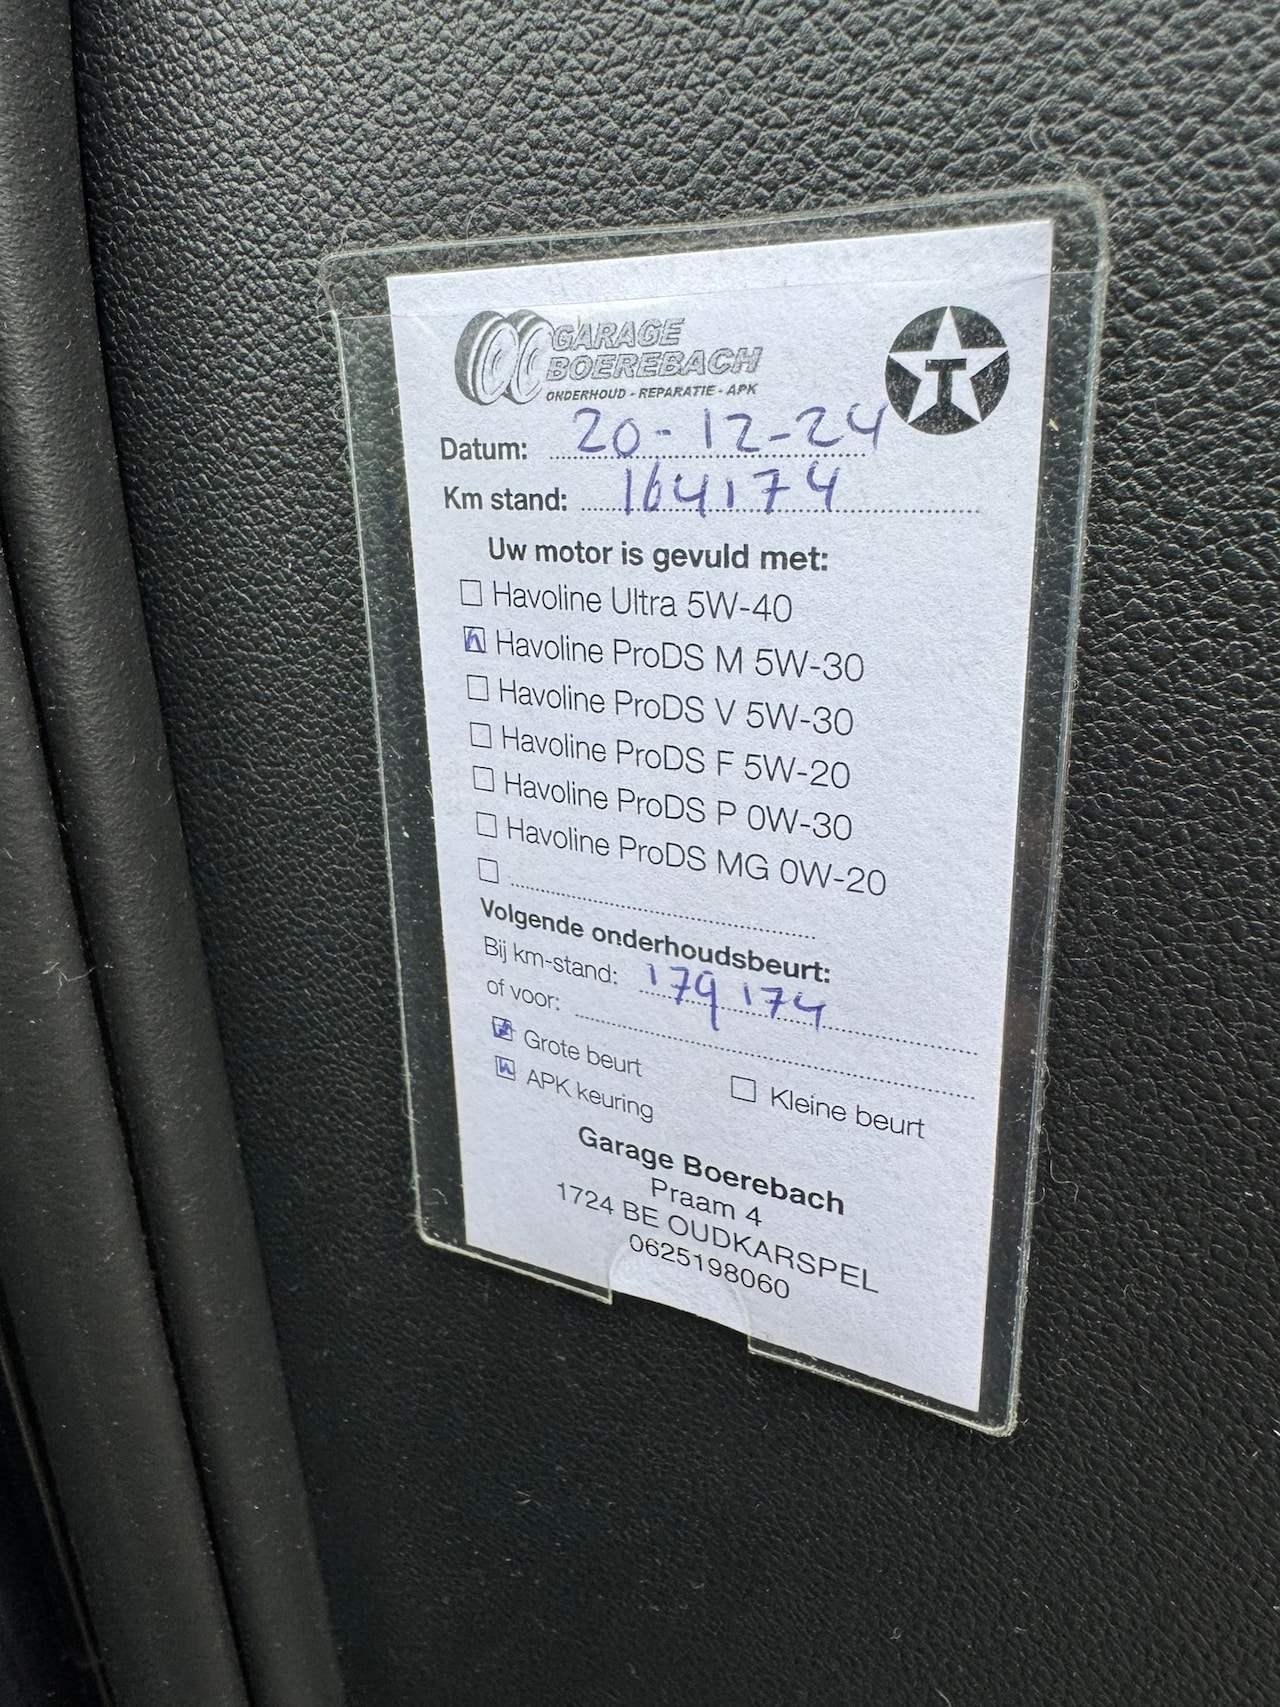 GARAGE
BOEREBACH
ONDERHOUD - REPARATIE - APK
T
Datum: 20-12-24
Km stand: 164174
Uw motor is gevuld met:
Havoline Ultra 5W-40
Havoline ProDS M 5W-30
Havoline ProDS V 5W-30
Havoline ProDS F 5W-20
Havoline ProDS P 0W-30
Havoline ProDS MG 0W-20
Volgende onderhoudsbeurt:
Bij km-stand: 179174
of voor:
Grote beurt Kleine beurt
APK keuring
Garage Boerebach
Praam 4
1724 BE OUDKARSPEL
0625198060